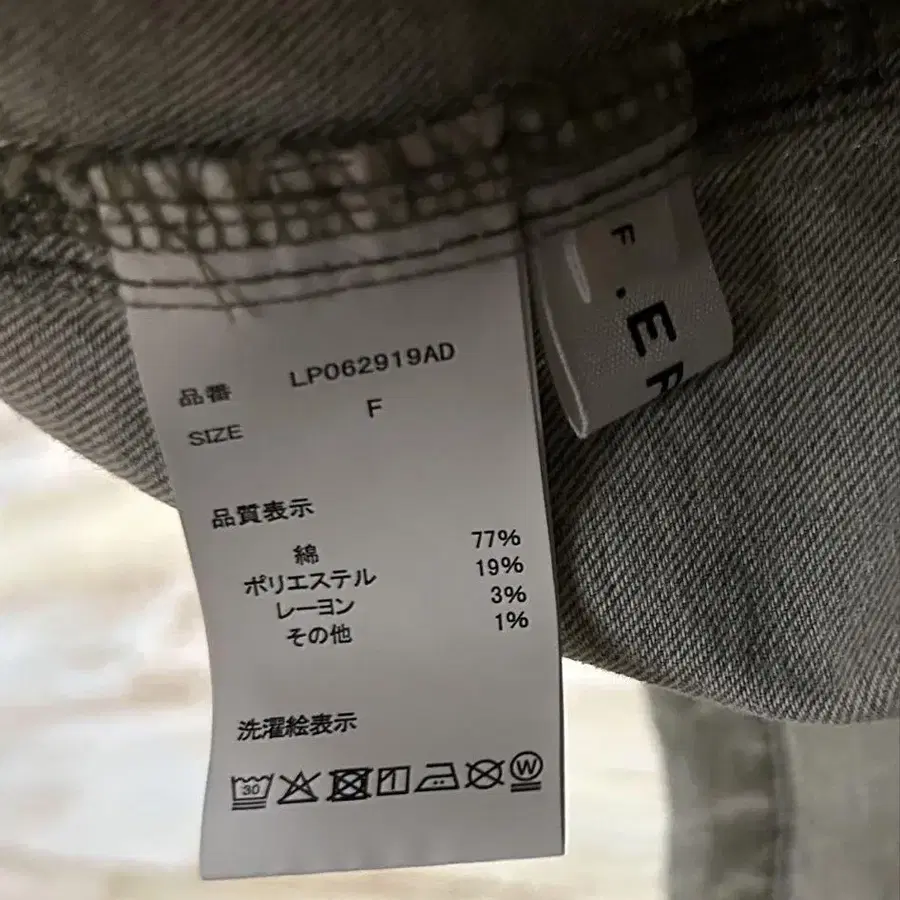 品番 LP062919AD
SIZE F
品質表示
綿 77%
ポリエステル 19%
レーヨン 3%
その他 1%
洗濯絵表示
30 W
F.E